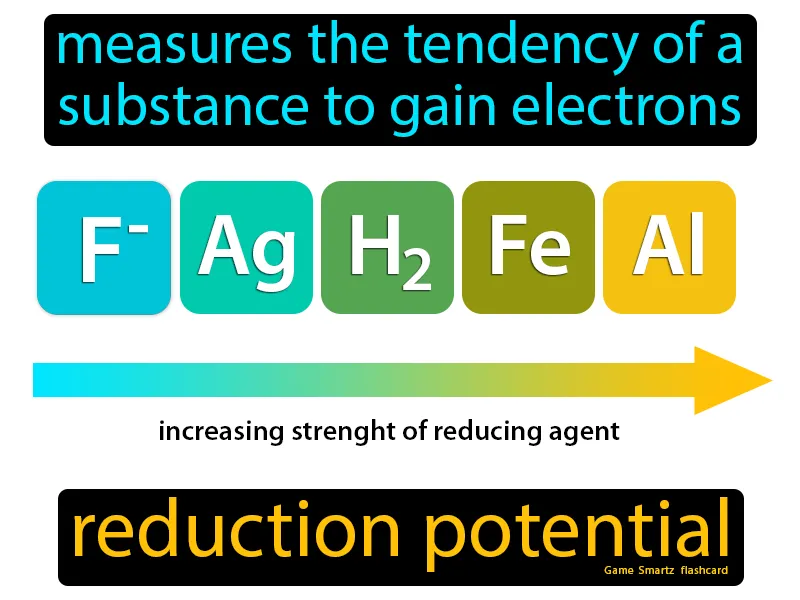 measures the tendency of a
substance to gain electrons
F⁻ Ag H₂ Fe Al
increasing strenght of reducing agent
reduction potential
Game Smartz flashcard